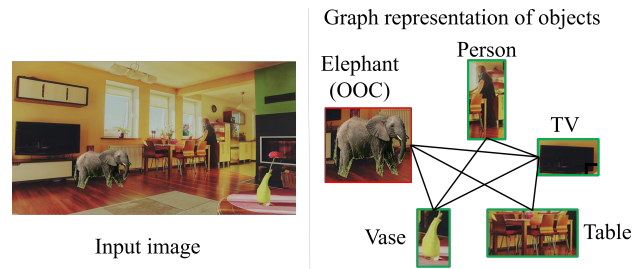 Graph representation of objects
Person
Elephant
(OOC)
TV
Vase
Table
Input image